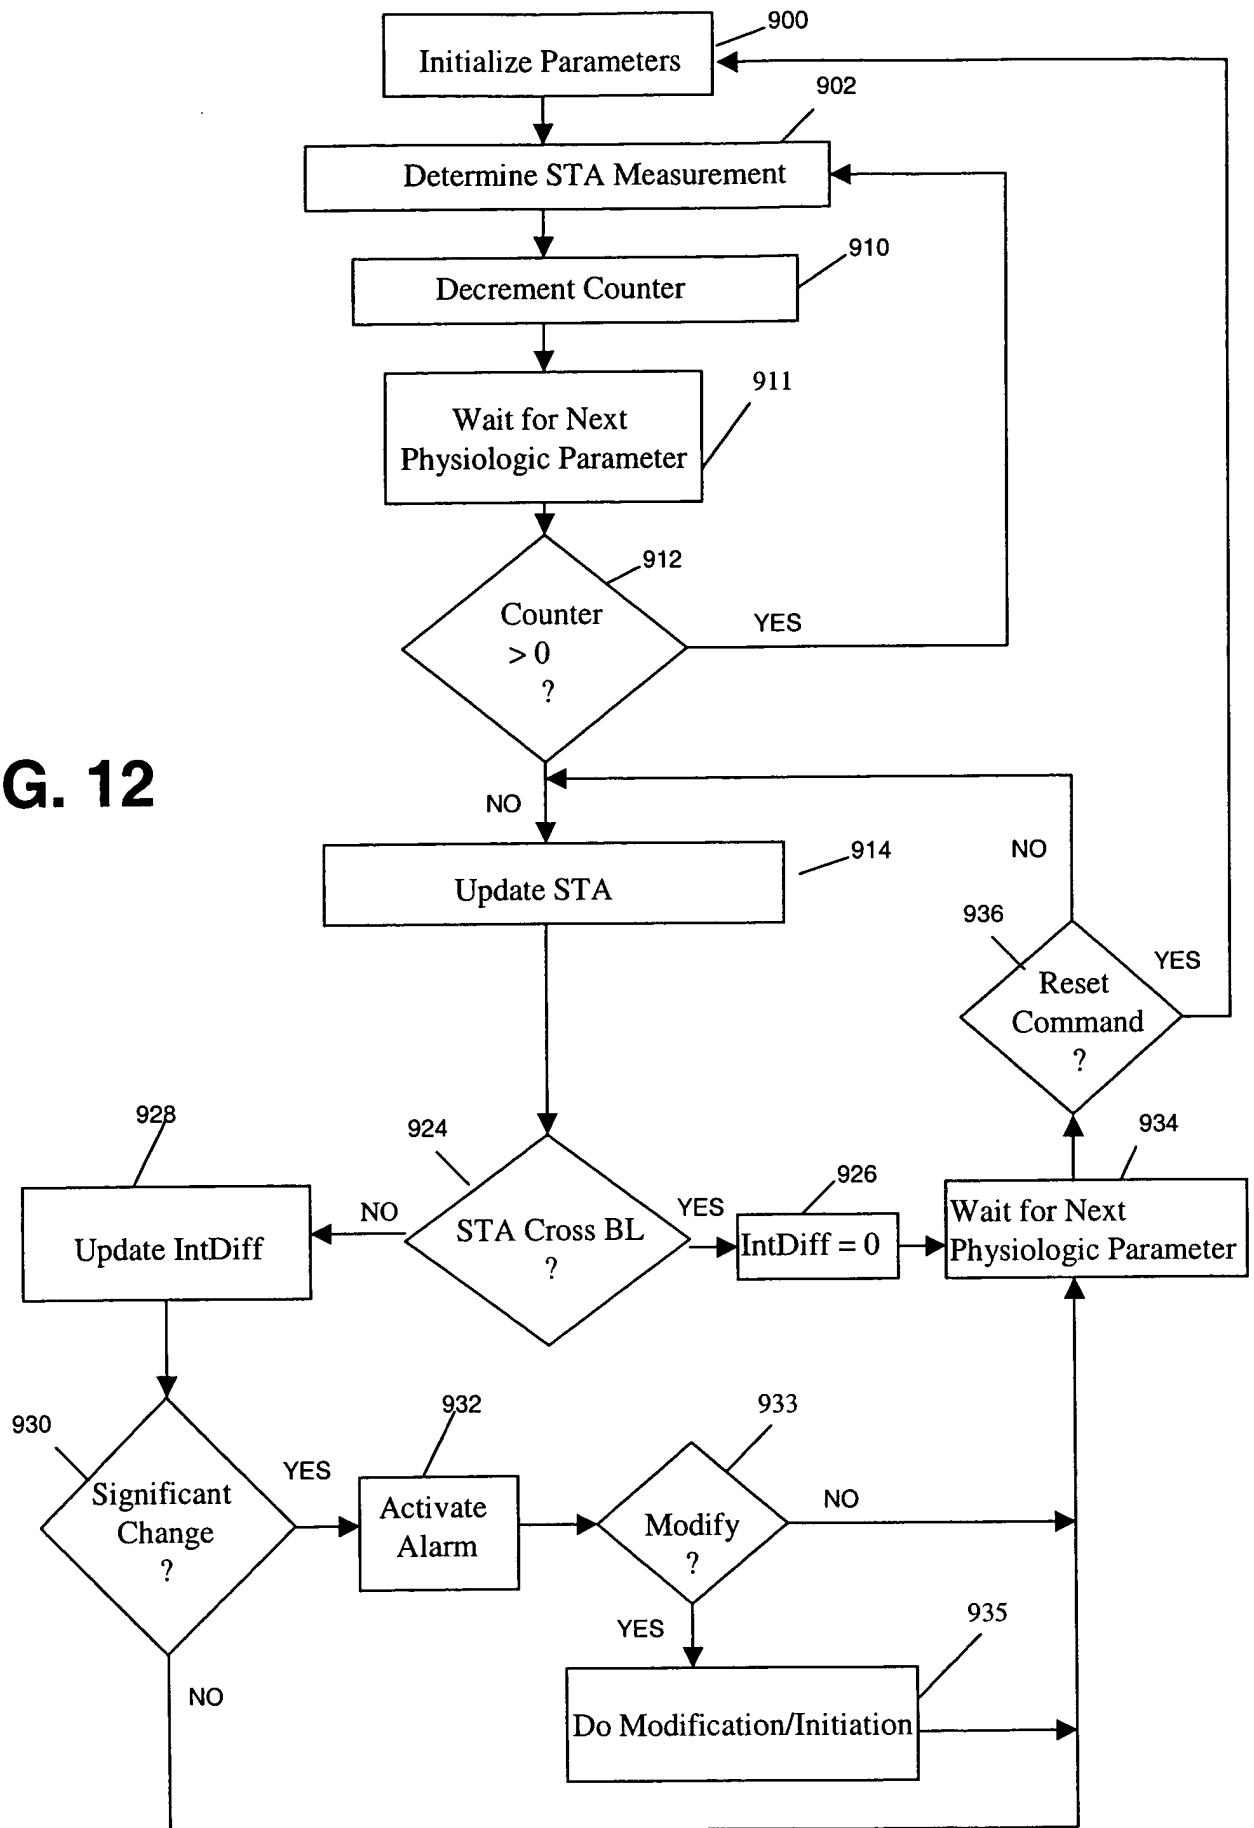 900
Initialize Parameters
902
Determine STA Measurement
910
Decrement Counter
911
Wait for Next
Physiologic Parameter
912
Counter
> 0
?
YES
G. 12
NO
914
Update STA
NO
936
YES
Reset
Command
?
928
924
934
926
NO
YES
Wait for Next
Physiologic Parameter
Update IntDiff
STA Cross BL
?
IntDiff = 0
930
932
933
YES
NO
Significant
Change
?
Activate
Alarm
Modify
?
YES
935
NO
Do Modification/Initiation